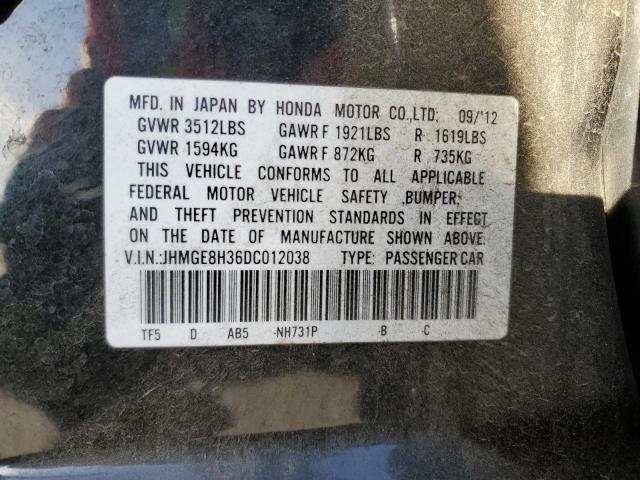 MFD. IN JAPAN BY HONDA MOTOR CO.,LTD. 09/'12
GVWR 3512LBS GAWR F 1921LBS R 1619LBS
GVWR 1594KG GAWR F 872KG R 735KG
THIS VEHICLE CONFORMS TO ALL APPLICABLE
FEDERAL MOTOR VEHICLE SAFETY ,BUMPER,
AND THEFT PREVENTION STANDARDS IN EFFECT
ON THE DATE OF MANUFACTURE SHOWN ABOVE.
V.I.N.:JHMGE8H36DC012038 TYPE: PASSENGER CAR
TF5 D AB5 -NH731P -B -C